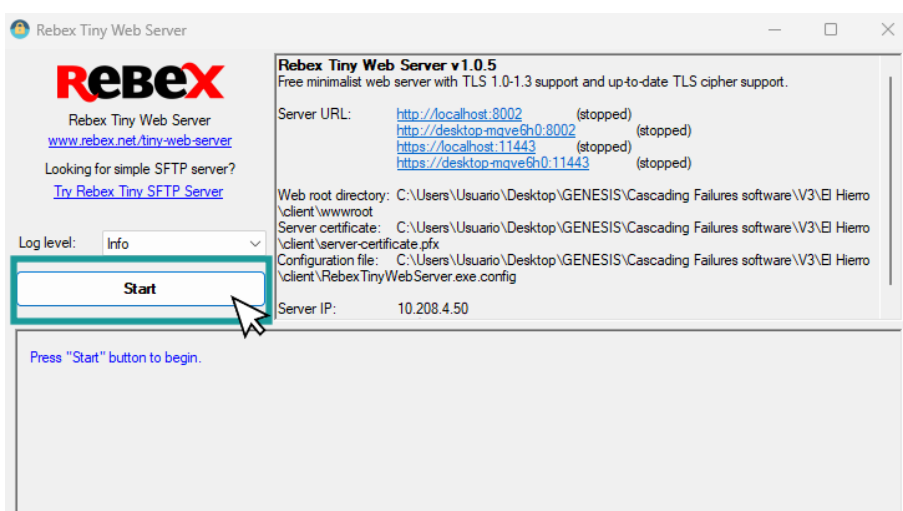 Rebex Tiny Web Server
ReBeX
Rebex Tiny Web Server
www.rebex.net/tiny-web-server
Looking for simple SFTP server?
Try Rebex Tiny SFTP Server
Log level: Info
Start
Rebex Tiny Web Server v1.0.5
Free minimalist web server with TLS 1.0-1.3 support and up-to-date TLS cipher support.
Server URL: http://localhost:8002 (stopped)
http://desktop-mqve6h0:8002 (stopped)
https://localhost:11443 (stopped)
https://desktop-mqve6h0:11443 (stopped)
Web root directory: C:\Users\Usuario\Desktop\GENESIS\Cascading Failures software\V3\El Hierro
\client\wwwroot
Server certificate: C:\Users\Usuario\Desktop\GENESIS\Cascading Failures software\V3\El Hierro
\client\server-certificate.pfx
Configuration file: C:\Users\Usuario\Desktop\GENESIS\Cascading Failures software\V3\El Hierro
\client\RebexTinyWebServer.exe.config
Server IP: 10.208.4.50
Press "Start" button to begin.